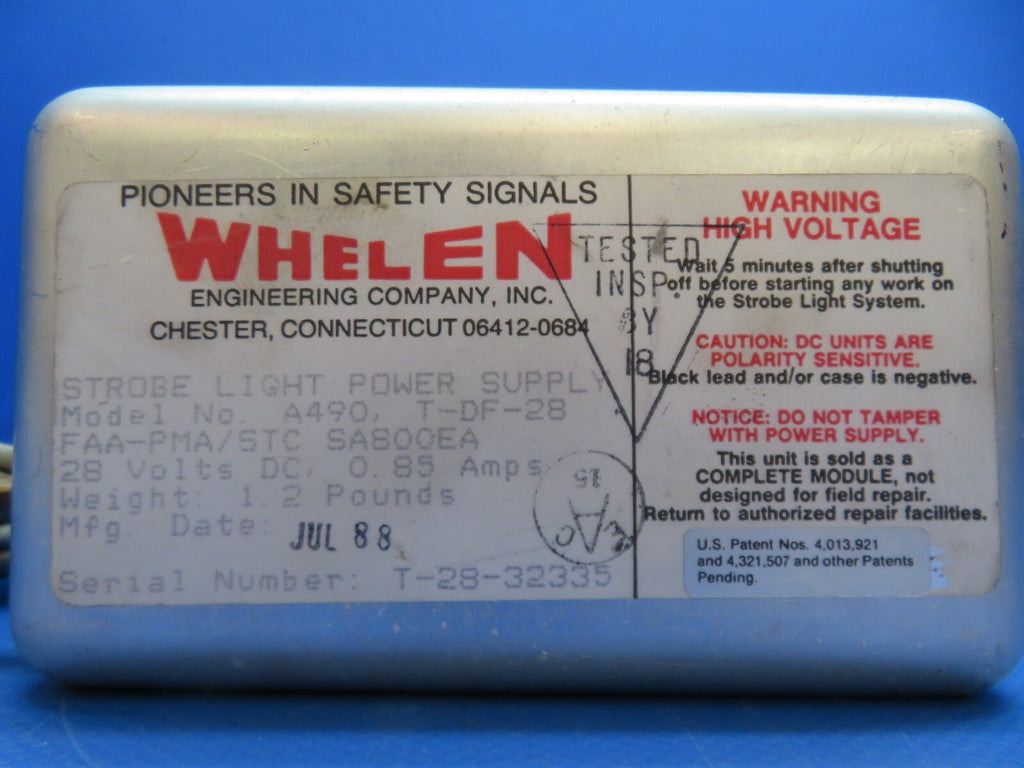 PIONEERS IN SAFETY SIGNALS
WHELEN
ENGINEERING COMPANY, INC.
CHESTER, CONNECTICUT 06412-0684
STROBE LIGHT POWER SUPPLY
Model No. A490, T-DF-28
FAA-PMA/STC SA800EA
28 Volts DC, 0.85 Amps
Weight: 1.2 Pounds
Mfg. Date: JUL 88
Serial Number: T-28-32335
TESTED
INSP.
BY
18
15
WARNING
HIGH VOLTAGE
Wait 5 minutes after shutting
off before starting any work on
the Strobe Light System.
CAUTION: DC UNITS ARE
POLARITY SENSITIVE.
Black lead and/or case is negative.
NOTICE: DO NOT TAMPER
WITH POWER SUPPLY.
This unit is sold as a
COMPLETE MODULE, not
designed for field repair.
Return to authorized repair facilities.
U.S. Patent Nos. 4,013,921
and 4,321,507 and other Patents
Pending.